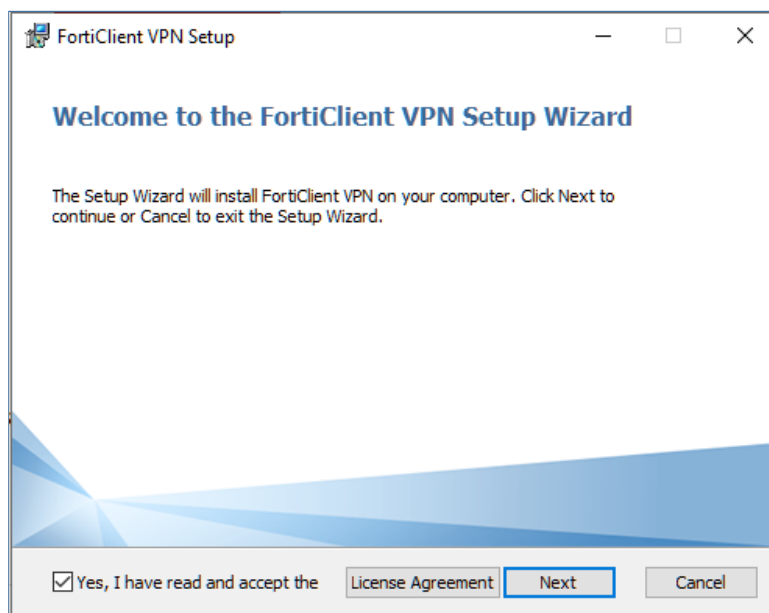 FortiClient VPN Setup
Welcome to the FortiClient VPN Setup Wizard
The Setup Wizard will install FortiClient VPN on your computer. Click Next to
continue or Cancel to exit the Setup Wizard.
Yes, I have read and accept the License Agreement Next Cancel